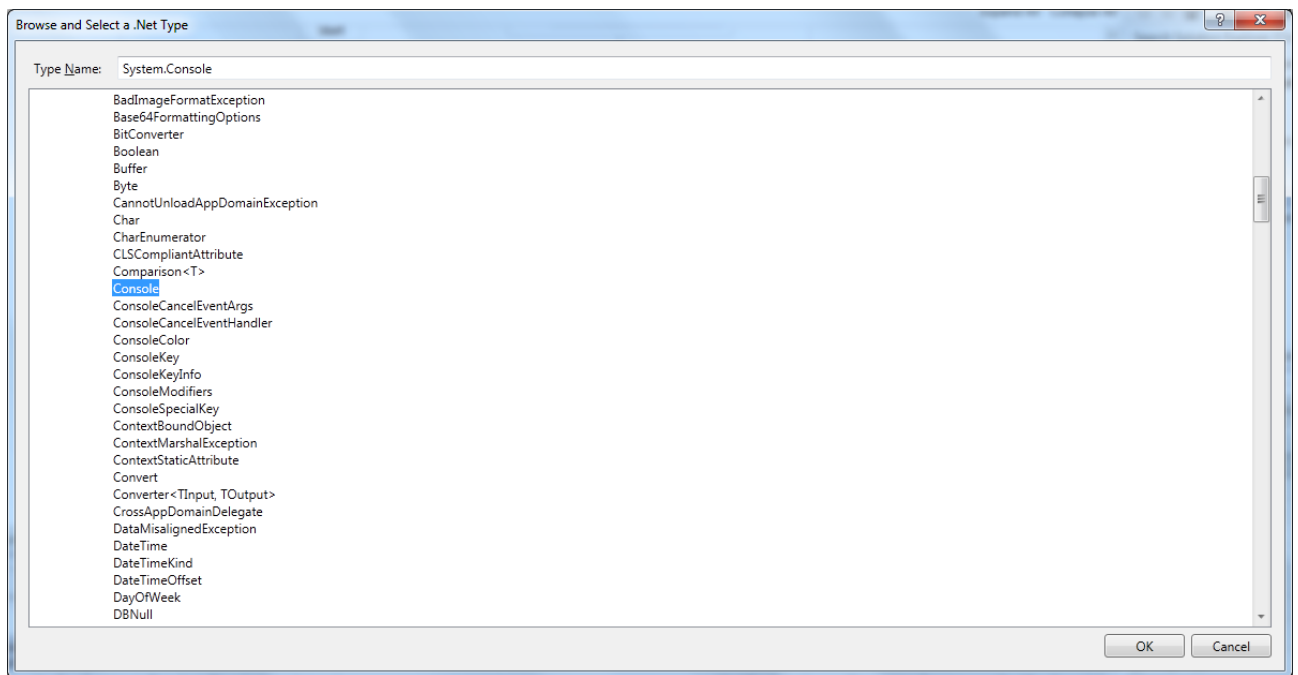 Browse and Select a .Net Type
Type Name: System.Console
BadImageFormatException
Base64FormattingOptions
BitConverter
Boolean
Buffer
Byte
CannotUnloadAppDomainException
Char
CharEnumerator
CLSCompliantAttribute
Comparison<T>
Console
ConsoleCancelEventArgs
ConsoleCancelEventHandler
ConsoleColor
ConsoleKey
ConsoleKeyInfo
ConsoleModifiers
ConsoleSpecialKey
ContextBoundObject
ContextMarshalException
ContextStaticAttribute
Convert
Converter<TInput, TOutput>
CrossAppDomainDelegate
DataMisalignedException
DateTime
DateTimeKind
DateTimeOffset
DayOfWeek
DBNull
OK Cancel